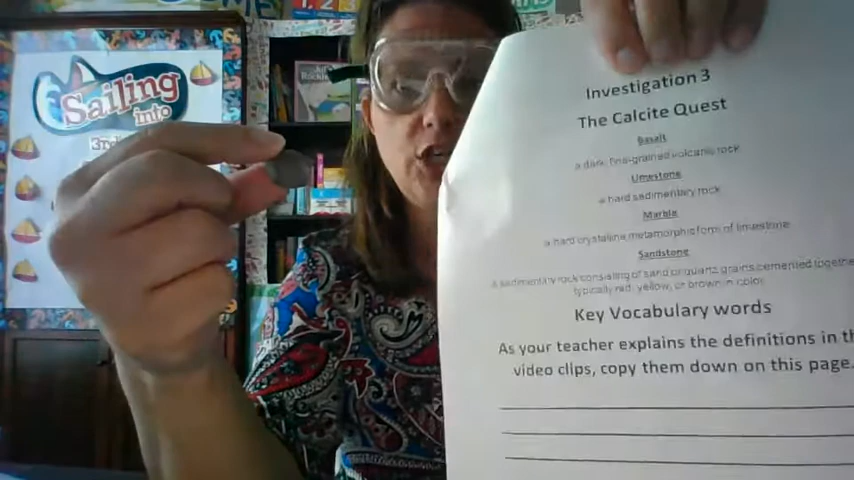 Sailing
into
3rd
Investigation 3
The Calcite Quest
Basalt
a dark, fine-grained volcanic rock
Limestone
a hard sedimentary rock
Marble
a hard crystalline metamorphic form of limestone
Sandstone
a sedimentary rock consisting of sand or quartz grains cemented together
typically red, yellow, or brown in color
Key Vocabulary words
As your teacher explains the definitions in th
video clips, copy them down on this page.